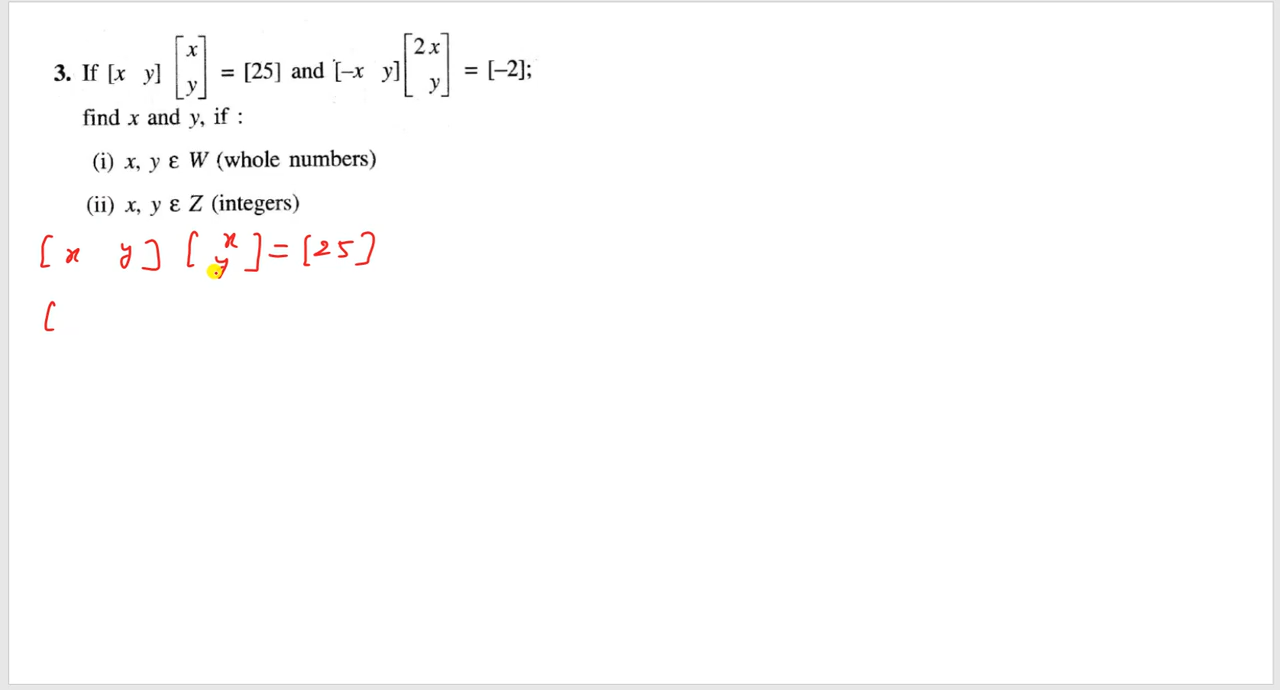 3. If [x y] [x y] = [25] and [–x y] [2x y] = [–2];
find x and y, if :
(i) x, y ε W (whole numbers)
(ii) x, y ε Z (integers)
[x y] [x y] = [25]
[